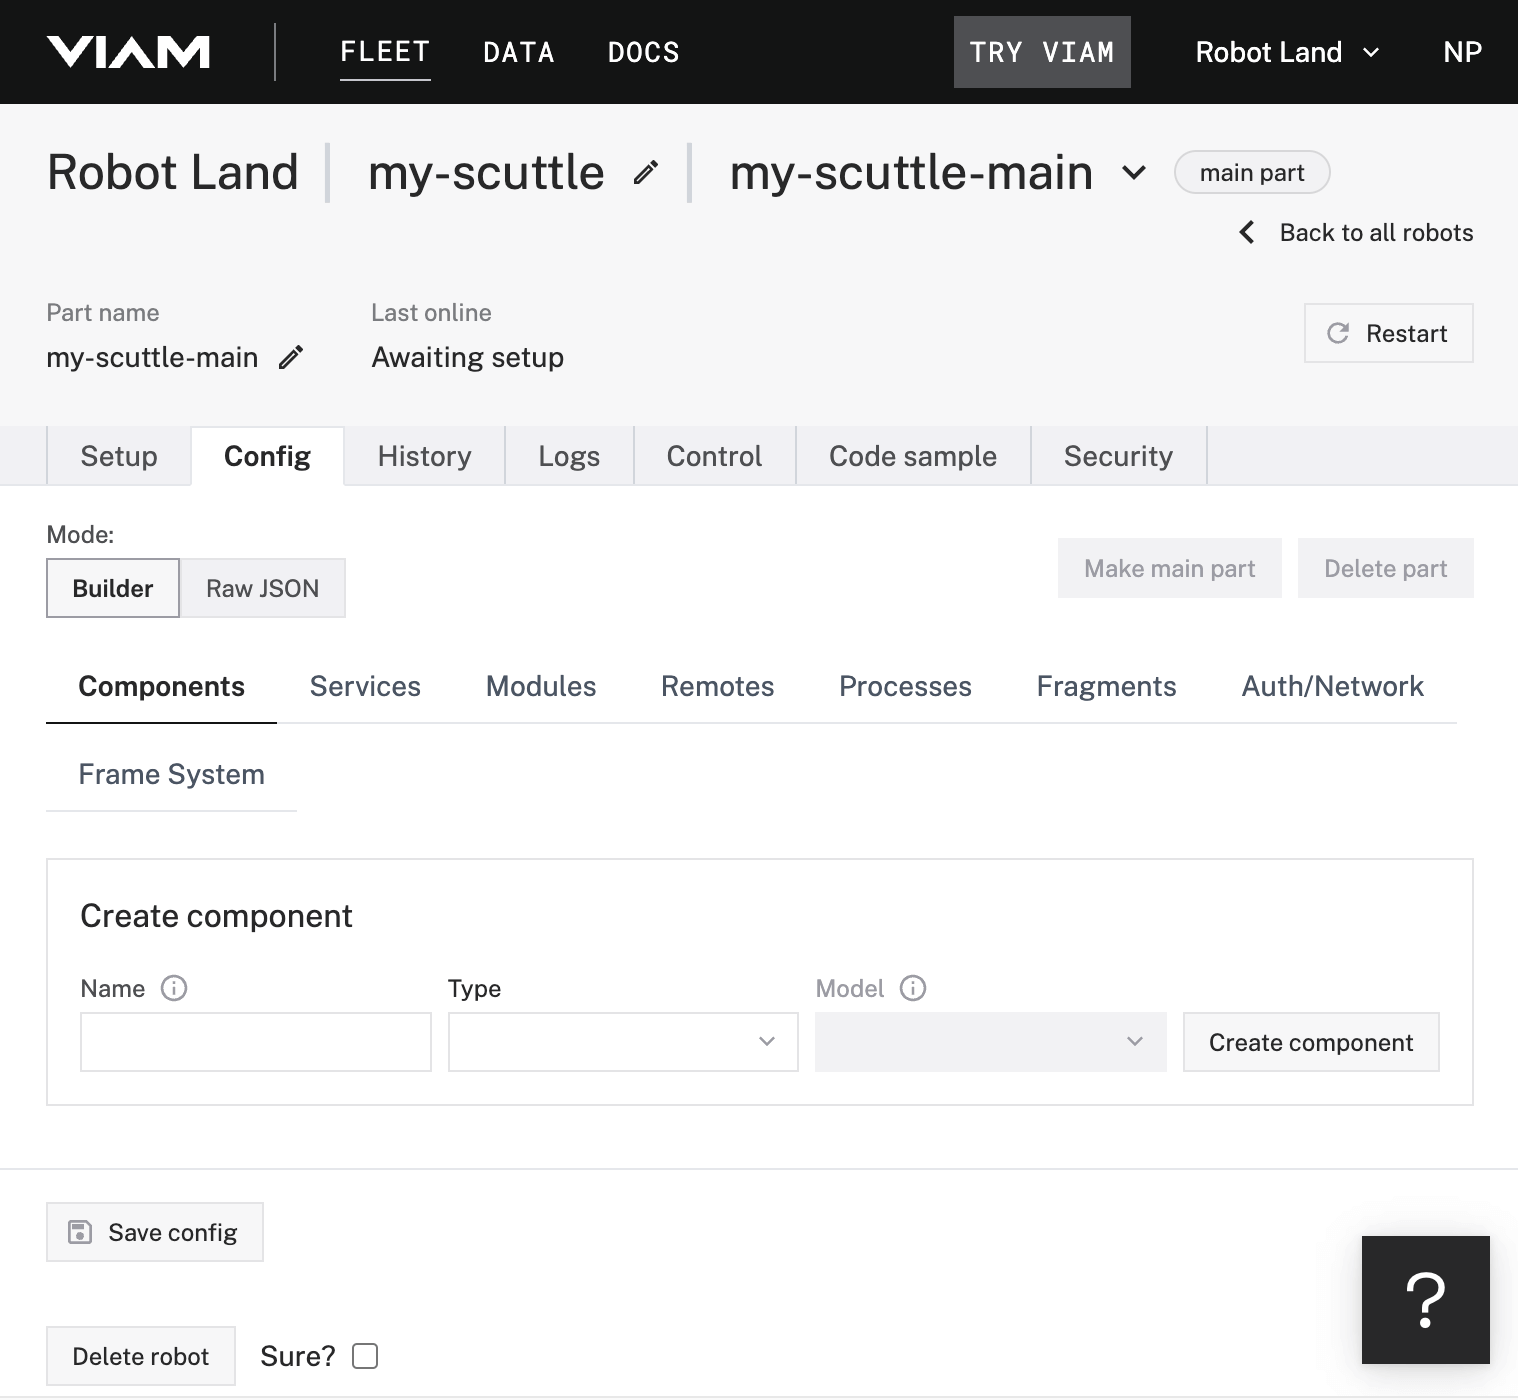 VIAM FLEET DATA DOCS TRY VIAM Robot Land NP
Robot Land my-scuttle my-scuttle-main main part
Back to all robots
Part name Last online
my-scuttle-main Awaiting setup Restart
Setup Config History Logs Control Code sample Security
Mode:
Builder Raw JSON Make main part Delete part
Components Services Modules Remotes Processes Fragments Auth/Network
Frame System
Create component
Name Type Model
Create component
Save config
?
Delete robot Sure?